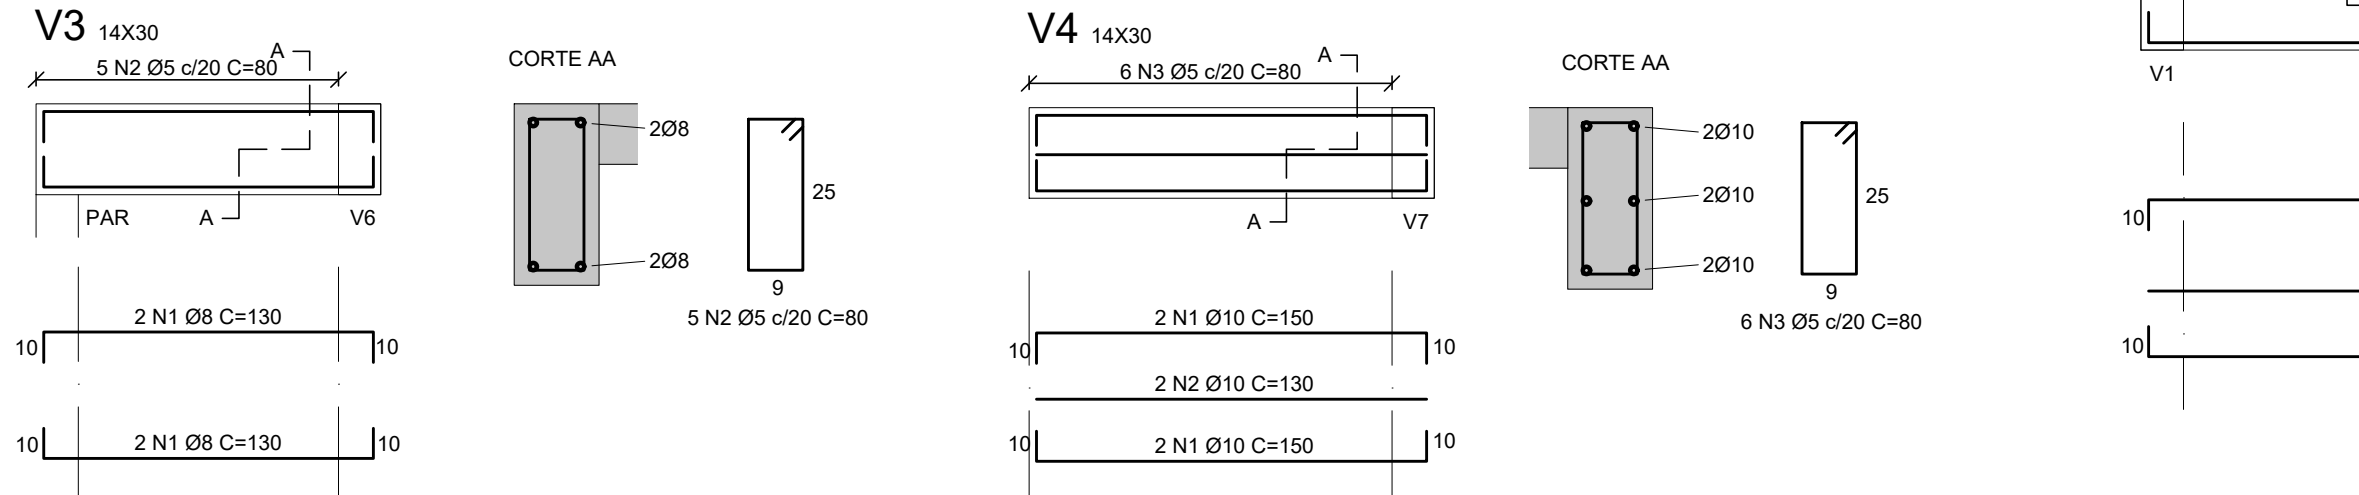 V3 14X30
5 N2 Ø5 c/20 C=80
A
A
PAR
V6
CORTE AA
2Ø8
2Ø8
25
9
5 N2 Ø5 c/20 C=80
2 N1 Ø8 C=130
10
10
2 N1 Ø8 C=130
10
10
V4 14X30
6 N3 Ø5 c/20 C=80
A
A
V7
CORTE AA
2Ø10
2Ø10
2Ø10
25
9
6 N3 Ø5 c/20 C=80
2 N1 Ø10 C=150
10
10
2 N2 Ø10 C=130
2 N1 Ø10 C=150
10
10
V1
10
10